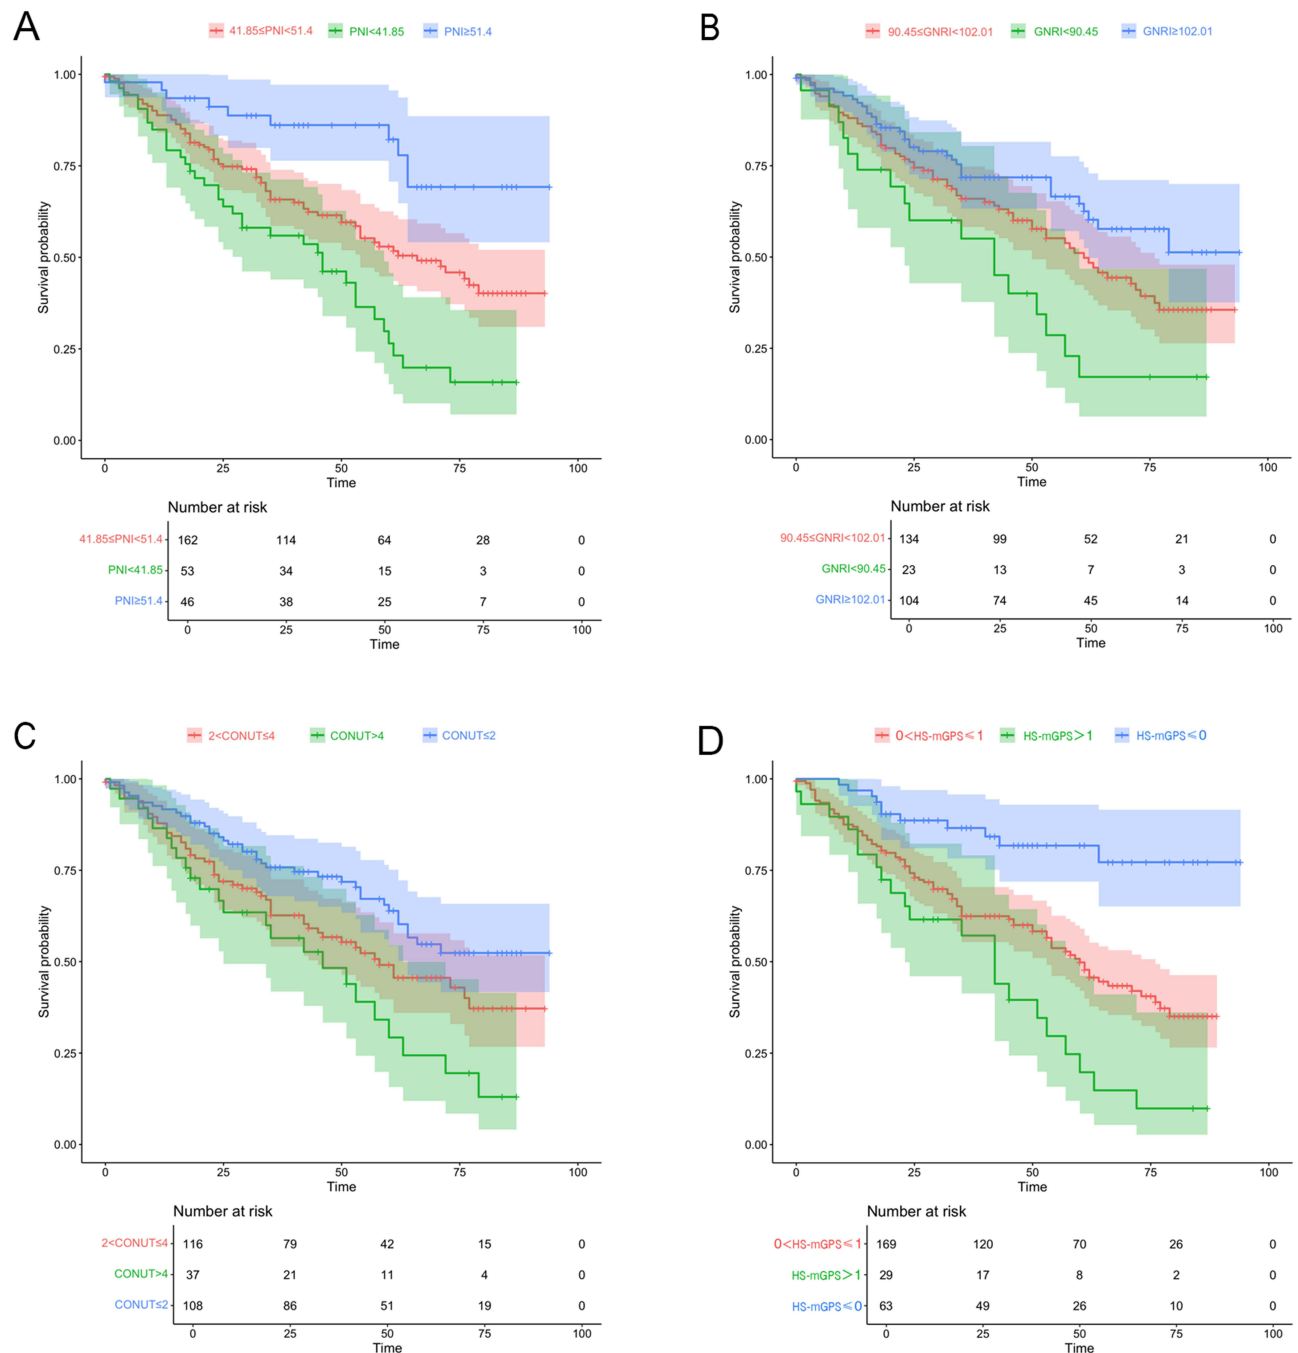 A
41.85≤PNI<51.4 PNI<41.85 PNI≥51.4
1.00
0.75
0.50
0.25
0.00
Survival probability
0 25 50 75 100
Time
Number at risk
41.85≤PNI<51.4 162 114 64 28 0
PNI<41.85 53 34 15 3 0
PNI≥51.4 46 38 25 7 0
0 25 50 75 100
Time
B
90.45≤GNRI<102.01 GNRI<90.45 GNRI≥102.01
1.00
0.75
0.50
0.25
0.00
Survival probability
0 25 50 75 100
Time
Number at risk
90.45≤GNRI<102.01 134 99 52 21 0
GNRI<90.45 23 13 7 3 0
GNRI≥102.01 104 74 45 14 0
0 25 50 75 100
Time
C
2<CONUT≤4 CONUT>4 CONUT≤2
1.00
0.75
0.50
0.25
0.00
Survival probability
0 25 50 75 100
Time
Number at risk
2<CONUT≤4 116 79 42 15 0
CONUT>4 37 21 11 4 0
CONUT≤2 108 86 51 19 0
0 25 50 75 100
Time
D
0<HS-mGPS≤1 HS-mGPS>1 HS-mGPS≤0
1.00
0.75
0.50
0.25
0.00
Survival probability
0 25 50 75 100
Time
Number at risk
0<HS-mGPS≤1 169 120 70 26 0
HS-mGPS>1 29 17 8 2 0
HS-mGPS≤0 63 49 26 10 0
0 25 50 75 100
Time